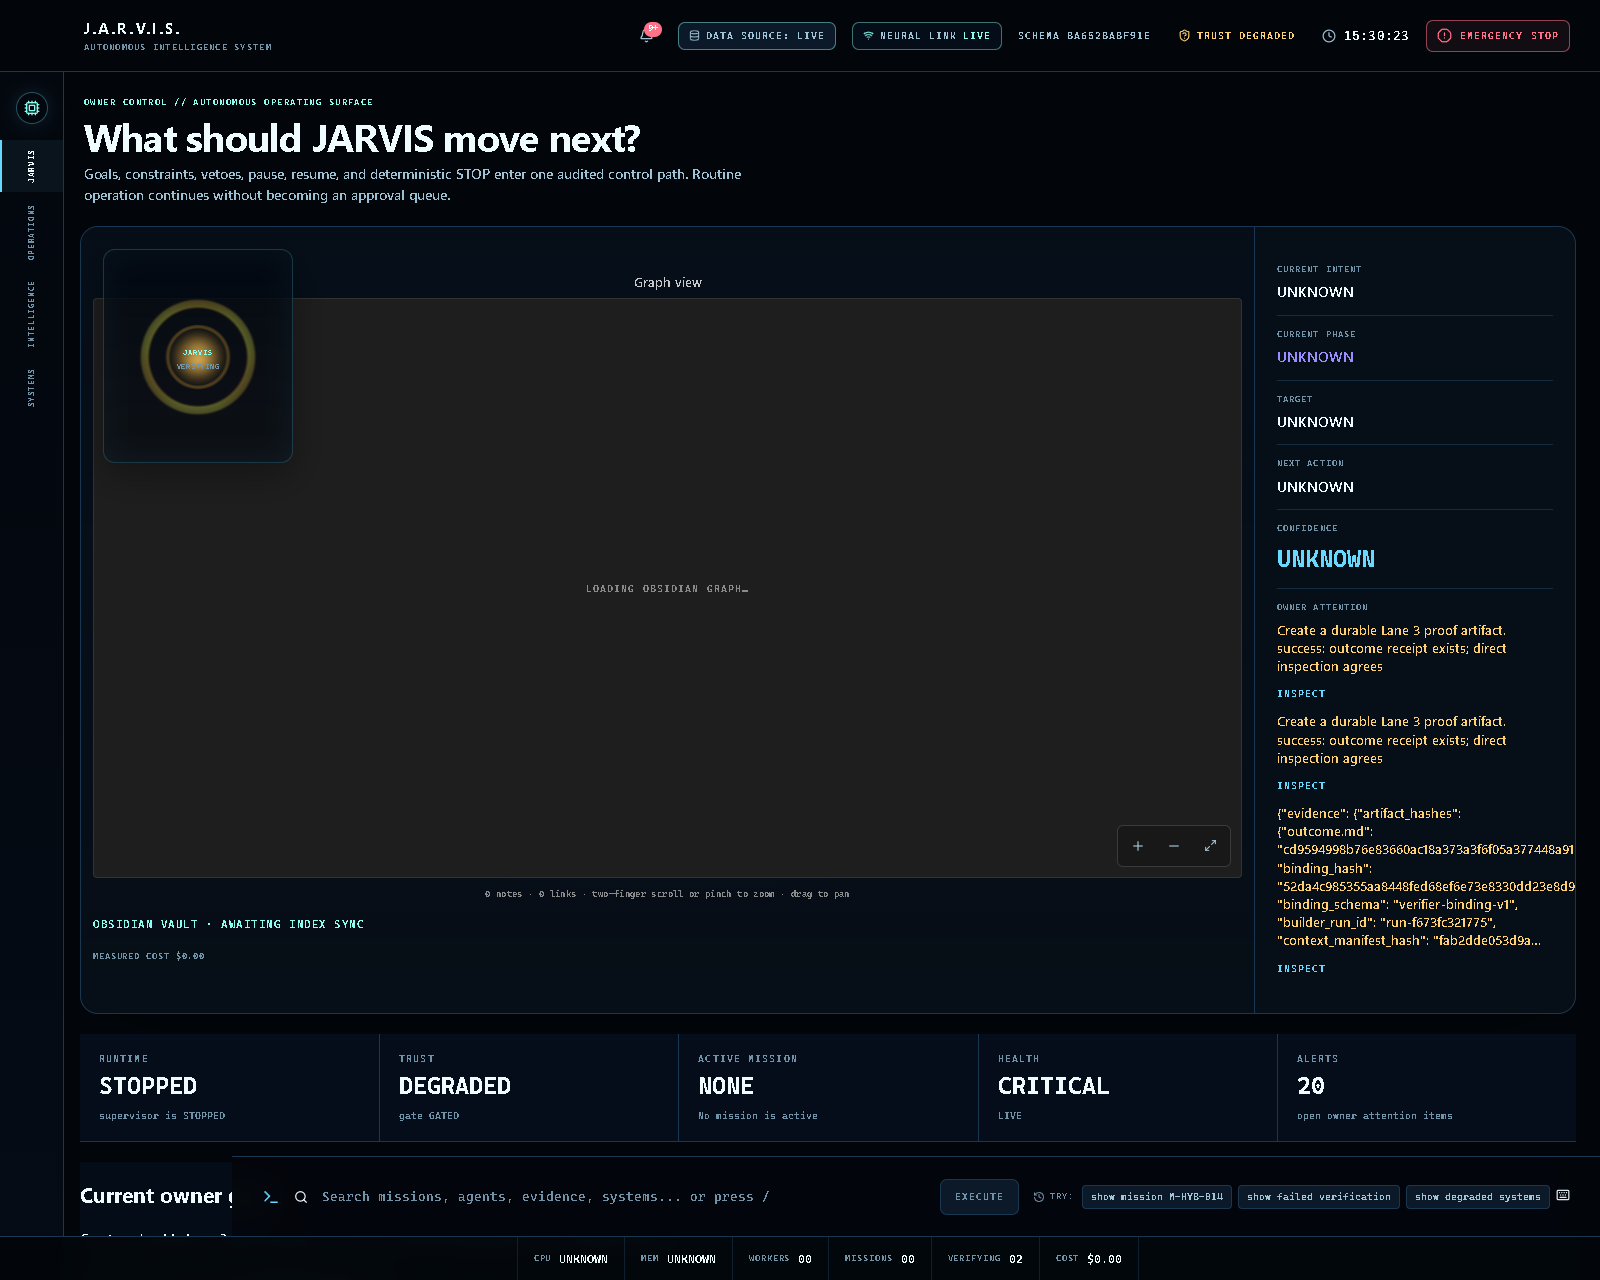 J.A.R.V.I.S.
AUTONOMOUS INTELLIGENCE SYSTEM
9+
DATA SOURCE: LIVE
NEURAL LINK LIVE
SCHEMA BA652BABF91E
TRUST DEGRADED
15:30:23
EMERGENCY STOP
JARVIS
OPERATIONS
INTELLIGENCE
SYSTEMS
OWNER CONTROL // AUTONOMOUS OPERATING SURFACE
What should JARVIS move next?
Goals, constraints, vetoes, pause, resume, and deterministic STOP enter one audited control path. Routine
operation continues without becoming an approval queue.
Graph view
JARVIS
VERIFYING
LOADING OBSIDIAN GRAPH…
0 notes · 0 links · two-finger scroll or pinch to zoom · drag to pan
OBSIDIAN VAULT · AWAITING INDEX SYNC
MEASURED COST $0.00
CURRENT INTENT
UNKNOWN
CURRENT PHASE
UNKNOWN
TARGET
UNKNOWN
NEXT ACTION
UNKNOWN
CONFIDENCE
UNKNOWN
OWNER ATTENTION
Create a durable Lane 3 proof artifact.
success: outcome receipt exists; direct
inspection agrees
INSPECT
Create a durable Lane 3 proof artifact.
success: outcome receipt exists; direct
inspection agrees
INSPECT
{"evidence": {"artifact_hashes":
{"outcome.md":
"cd9594998b76e83660ac18a373a3f6f05a377448a91
"binding_hash":
"52da4c985355aa8448fed68ef6e73e8330dd23e8d9
"binding_schema": "verifier-binding-v1",
"builder_run_id": "run-f673fc321775",
"context_manifest_hash": "fab2dde053d9a...
INSPECT
RUNTIME
STOPPED
supervisor is STOPPED
TRUST
DEGRADED
gate GATED
ACTIVE MISSION
NONE
No mission is active
HEALTH
CRITICAL
LIVE
ALERTS
20
open owner attention items
Current owner
Search missions, agents, evidence, systems... or press /
EXECUTE
TRY:
show mission M-HYB-014
show failed verification
show degraded systems
CPU UNKNOWN
MEM UNKNOWN
WORKERS 00
MISSIONS 00
VERIFYING 02
COST $0.00